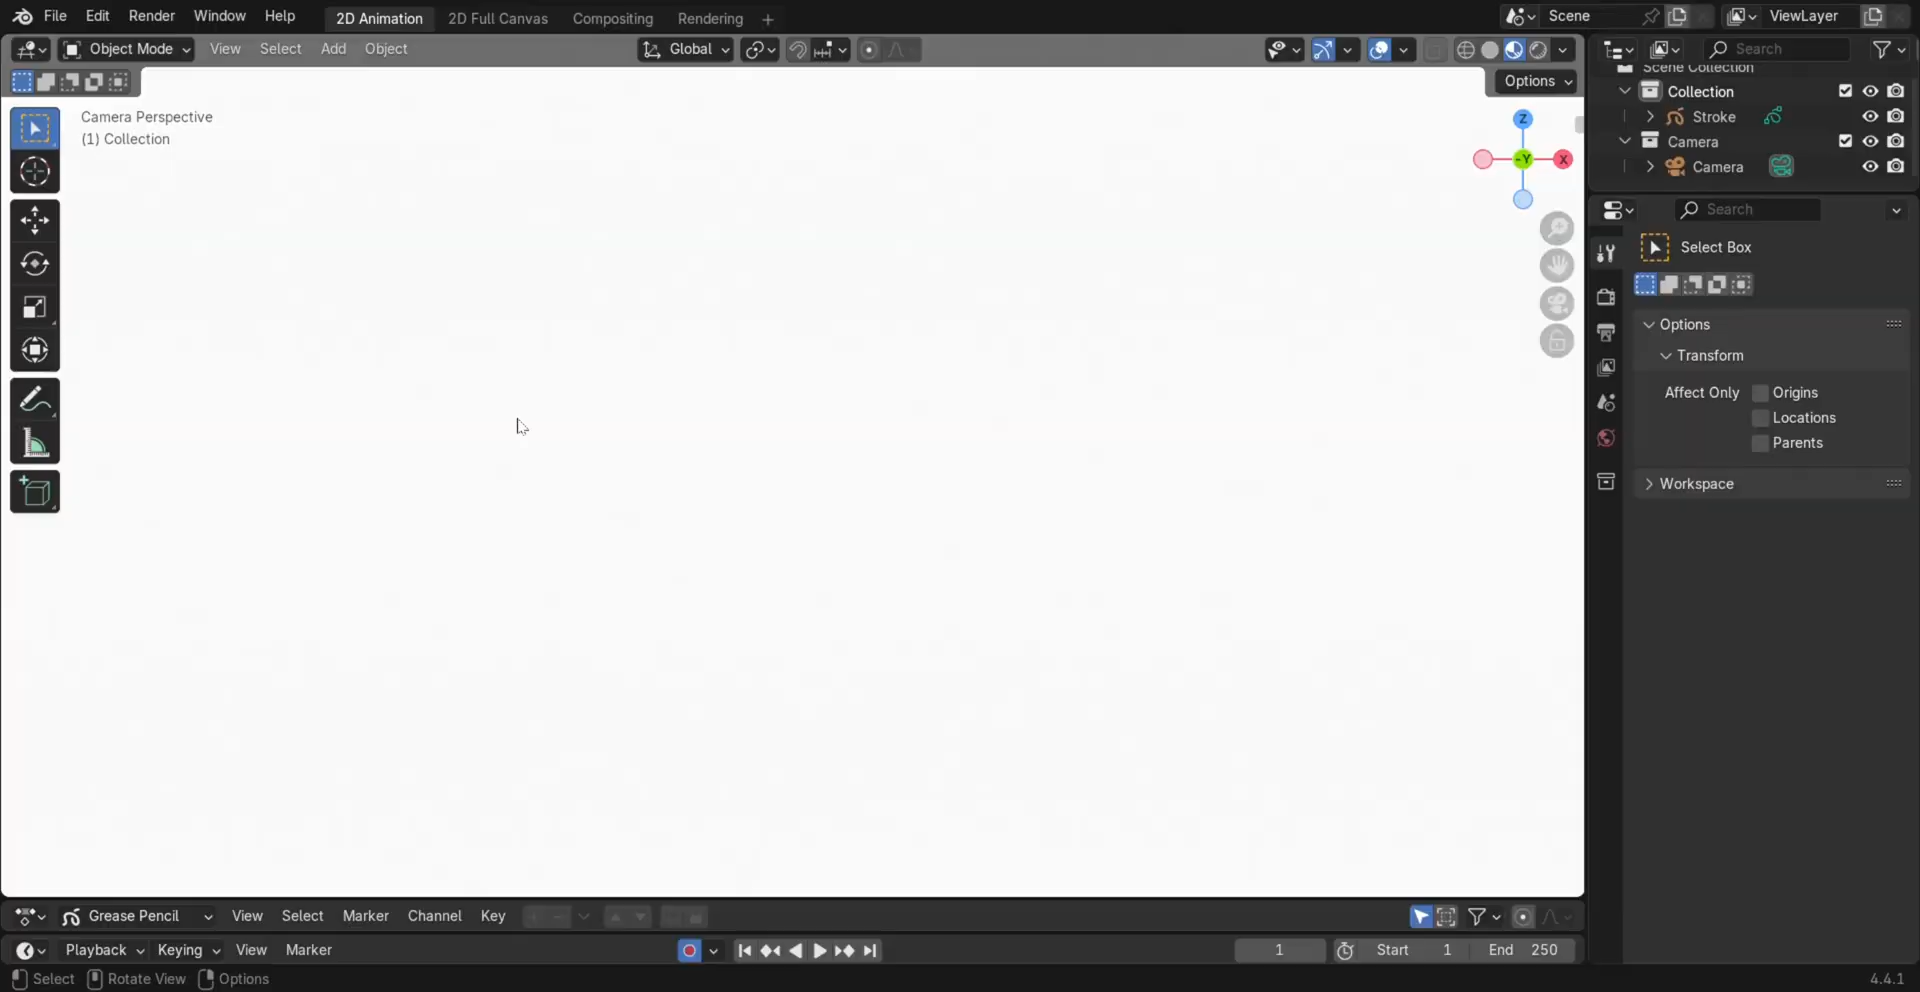 File Edit Render Window Help 2D Animation 2D Full Canvas Compositing Rendering + Scene ViewLayer
Object Mode View Select Add Object Global Search
Options
Scene Collection
Collection
Stroke
Camera
Camera
Camera Perspective
(1) Collection
Z
-Y X
Search
Select Box
Options
Transform
Affect Only Origins
Locations
Parents
Workspace
Grease Pencil View Select Marker Channel Key
Playback Keying View Marker 1 Start 1 End 250
Select Rotate View Options 4.4.1